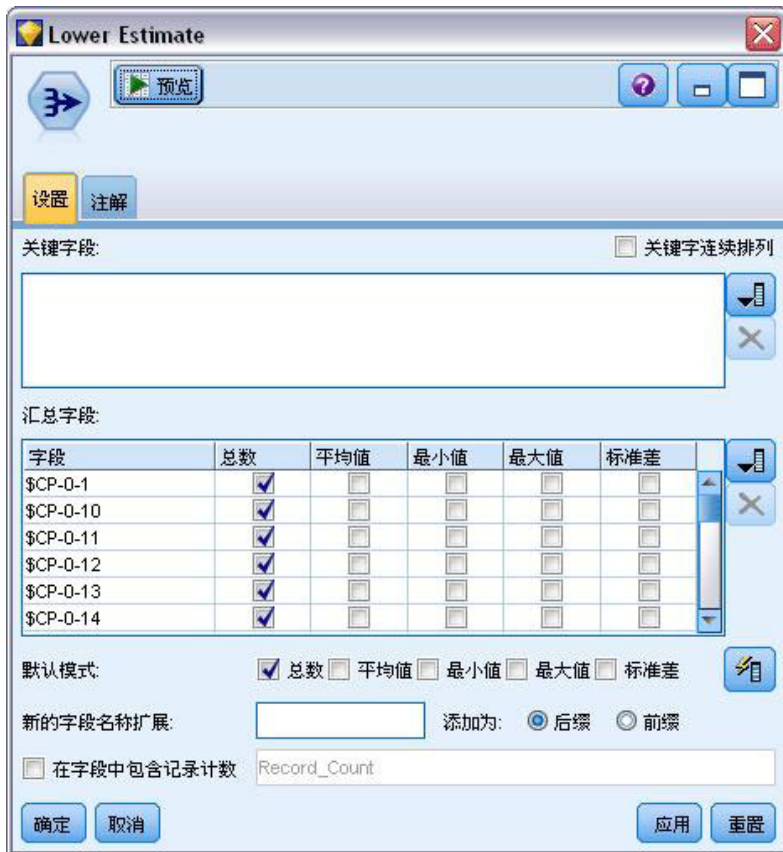 Lower Estimate
预览
设置 注解
关键字段: 关键字连续排列
汇总字段:
字段 总数 平均值 最小值 最大值 标准差
$CP-0-1
$CP-0-10
$CP-0-11
$CP-0-12
$CP-0-13
$CP-0-14
默认模式: 总数 平均值 最小值 最大值 标准差
新的字段名称扩展: 添加为: 后缀 前缀
在字段中包含记录计数 Record_Count
确定 取消 应用 重置